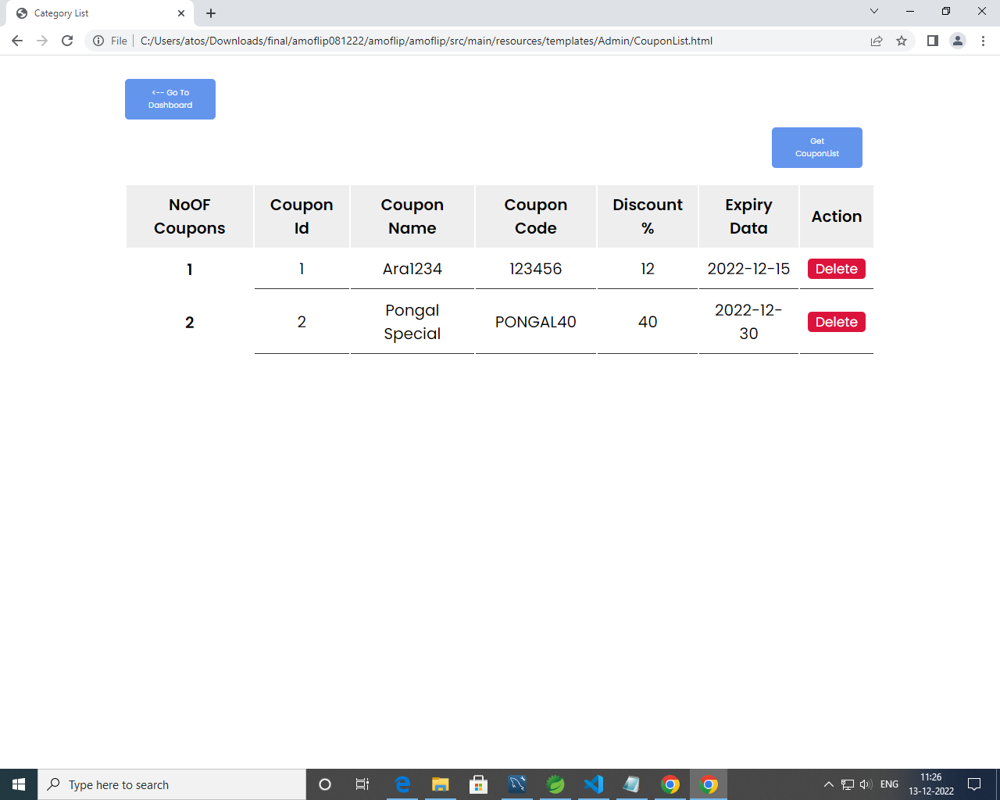 Category List
File C:/Users/atos/Downloads/final/amoflip081222/amoflip/amoflip/src/main/resources/templates/Admin/CouponList.html
<-- Go To
Dashboard
Get
CouponList
NoOF Coupons Coupon Id Coupon Name Coupon Code Discount % Expiry Data Action
1 1 Ara1234 123456 12 2022-12-15 Delete
2 2 Pongal Special PONGAL40 40 2022-12-30 Delete
Type here to search
ENG
11:26
13-12-2022